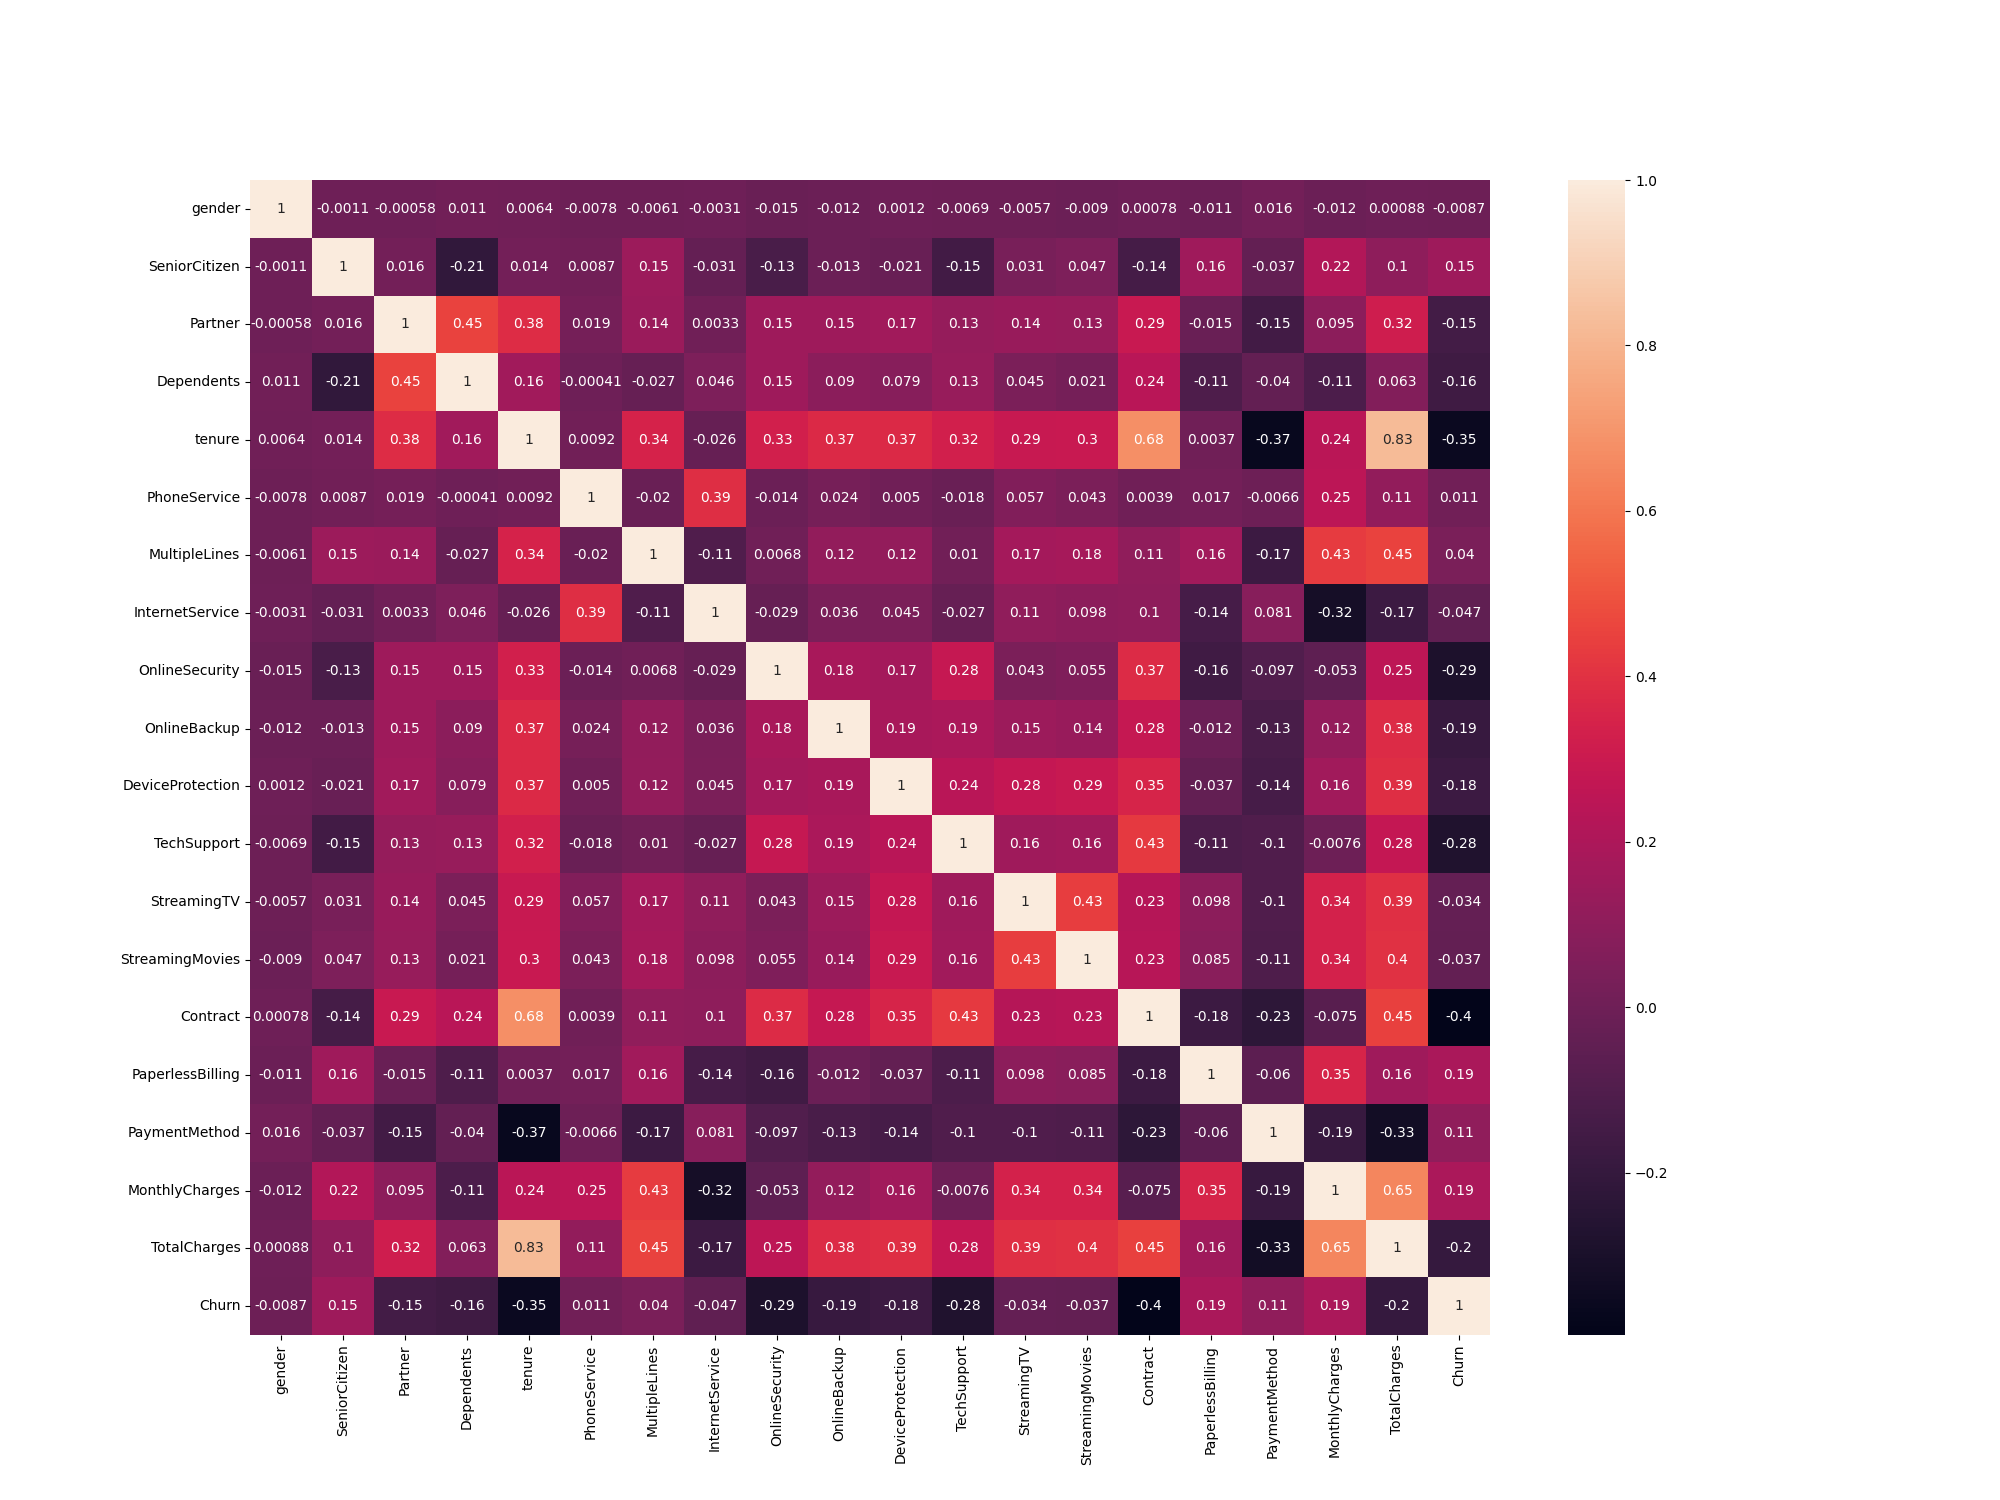 gender 1 -0.0011 -0.00058 0.011 0.0064 -0.0078 -0.0061 -0.0031 -0.015 -0.012 0.0012 -0.0069 -0.0057 -0.009 0.00078 -0.011 0.016 -0.012 0.00088 -0.0087
SeniorCitizen -0.0011 1 0.016 -0.21 0.014 0.0087 0.15 -0.031 -0.13 -0.013 -0.021 -0.15 0.031 0.047 -0.14 0.16 -0.037 0.22 0.1 0.15
Partner -0.00058 0.016 1 0.45 0.38 0.019 0.14 0.0033 0.15 0.15 0.17 0.13 0.14 0.13 0.29 -0.015 -0.15 0.095 0.32 -0.15
Dependents 0.011 -0.21 0.45 1 0.16 -0.00041 -0.027 0.046 0.15 0.09 0.079 0.13 0.045 0.021 0.24 -0.11 -0.04 -0.11 0.063 -0.16
tenure 0.0064 0.014 0.38 0.16 1 0.0092 0.34 -0.026 0.33 0.37 0.37 0.32 0.29 0.3 0.68 0.0037 -0.37 0.24 0.83 -0.35
PhoneService -0.0078 0.0087 0.019 -0.00041 0.0092 1 -0.02 0.39 -0.014 0.024 0.005 -0.018 0.057 0.043 0.0039 0.017 -0.0066 0.25 0.11 0.011
MultipleLines -0.0061 0.15 0.14 -0.027 0.34 -0.02 1 -0.11 0.0068 0.12 0.12 0.01 0.17 0.18 0.11 0.16 -0.17 0.43 0.45 0.04
InternetService -0.0031 -0.031 0.0033 0.046 -0.026 0.39 -0.11 1 -0.029 0.036 0.045 -0.027 0.11 0.098 0.1 -0.14 0.081 -0.32 -0.17 -0.047
OnlineSecurity -0.015 -0.13 0.15 0.15 0.33 -0.014 0.0068 -0.029 1 0.18 0.17 0.28 0.043 0.055 0.37 -0.16 -0.097 -0.053 0.25 -0.29
OnlineBackup -0.012 -0.013 0.15 0.09 0.37 0.024 0.12 0.036 0.18 1 0.19 0.19 0.15 0.14 0.28 -0.012 -0.13 0.12 0.38 -0.19
DeviceProtection 0.0012 -0.021 0.17 0.079 0.37 0.005 0.12 0.045 0.17 0.19 1 0.24 0.28 0.29 0.35 -0.037 -0.14 0.16 0.39 -0.18
TechSupport -0.0069 -0.15 0.13 0.13 0.32 -0.018 0.01 -0.027 0.28 0.19 0.24 1 0.16 0.16 0.43 -0.11 -0.1 -0.0076 0.28 -0.28
StreamingTV -0.0057 0.031 0.14 0.045 0.29 0.057 0.17 0.11 0.043 0.15 0.28 0.16 1 0.43 0.23 0.098 -0.1 0.34 0.39 -0.034
StreamingMovies -0.009 0.047 0.13 0.021 0.3 0.043 0.18 0.098 0.055 0.14 0.29 0.16 0.43 1 0.23 0.085 -0.11 0.34 0.4 -0.037
Contract 0.00078 -0.14 0.29 0.24 0.68 0.0039 0.11 0.1 0.37 0.28 0.35 0.43 0.23 0.23 1 -0.18 -0.23 -0.075 0.45 -0.4
PaperlessBilling -0.011 0.16 -0.015 -0.11 0.0037 0.017 0.16 -0.14 -0.16 -0.012 -0.037 -0.11 0.098 0.085 -0.18 1 -0.06 0.35 0.16 0.19
PaymentMethod 0.016 -0.037 -0.15 -0.04 -0.37 -0.0066 -0.17 0.081 -0.097 -0.13 -0.14 -0.1 -0.1 -0.11 -0.23 -0.06 1 -0.19 -0.33 0.11
MonthlyCharges -0.012 0.22 0.095 -0.11 0.24 0.25 0.43 -0.32 -0.053 0.12 0.16 -0.0076 0.34 0.34 -0.075 0.35 -0.19 1 0.65 0.19
TotalCharges 0.00088 0.1 0.32 0.063 0.83 0.11 0.45 -0.17 0.25 0.38 0.39 0.28 0.39 0.4 0.45 0.16 -0.33 0.65 1 -0.2
Churn -0.0087 0.15 -0.15 -0.16 -0.35 0.011 0.04 -0.047 -0.29 -0.19 -0.18 -0.28 -0.034 -0.037 -0.4 0.19 0.11 0.19 -0.2 1
gender
SeniorCitizen
Partner
Dependents
tenure
PhoneService
MultipleLines
InternetService
OnlineSecurity
OnlineBackup
DeviceProtection
TechSupport
StreamingTV
StreamingMovies
Contract
PaperlessBilling
PaymentMethod
MonthlyCharges
TotalCharges
Churn
1.0
0.8
0.6
0.4
0.2
0.0
−0.2